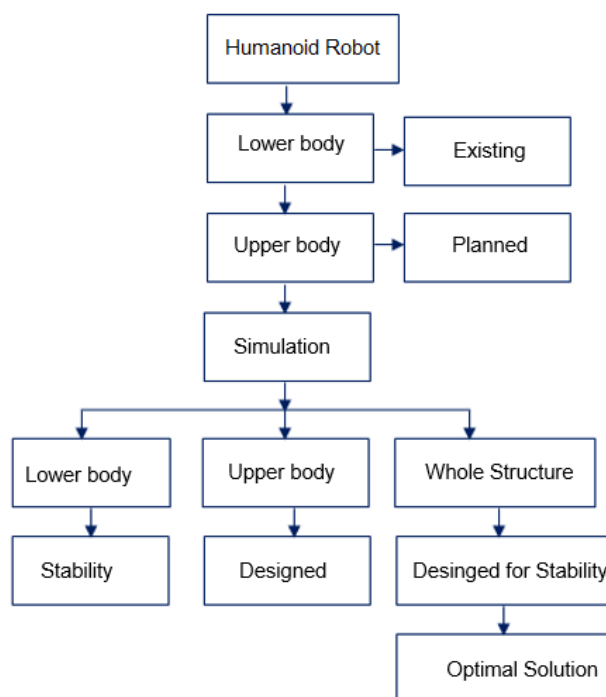 Humanoid Robot
Lower body
Existing
Upper body
Planned
Simulation
Lower body
Upper body
Whole Structure
Stability
Designed
Desinged for Stability
Optimal Solution